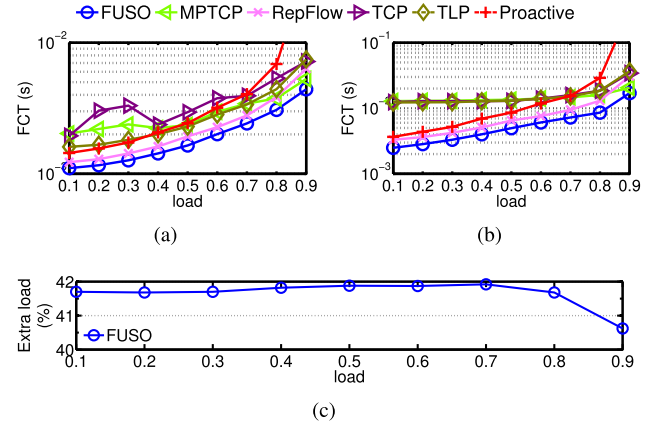 FUSO MPTCP RepFlow TCP TLP Proactive
10⁻²
FCT (s)
10⁻³
0.1 0.2 0.3 0.4 0.5 0.6 0.7 0.8 0.9
load
(a)
10⁻¹
FCT (s)
10⁻²
10⁻³
0.1 0.2 0.3 0.4 0.5 0.6 0.7 0.8 0.9
load
(b)
Extra load
(%)
42
41
40
FUSO
0.1 0.2 0.3 0.4 0.5 0.6 0.7 0.8 0.9
load
(c)